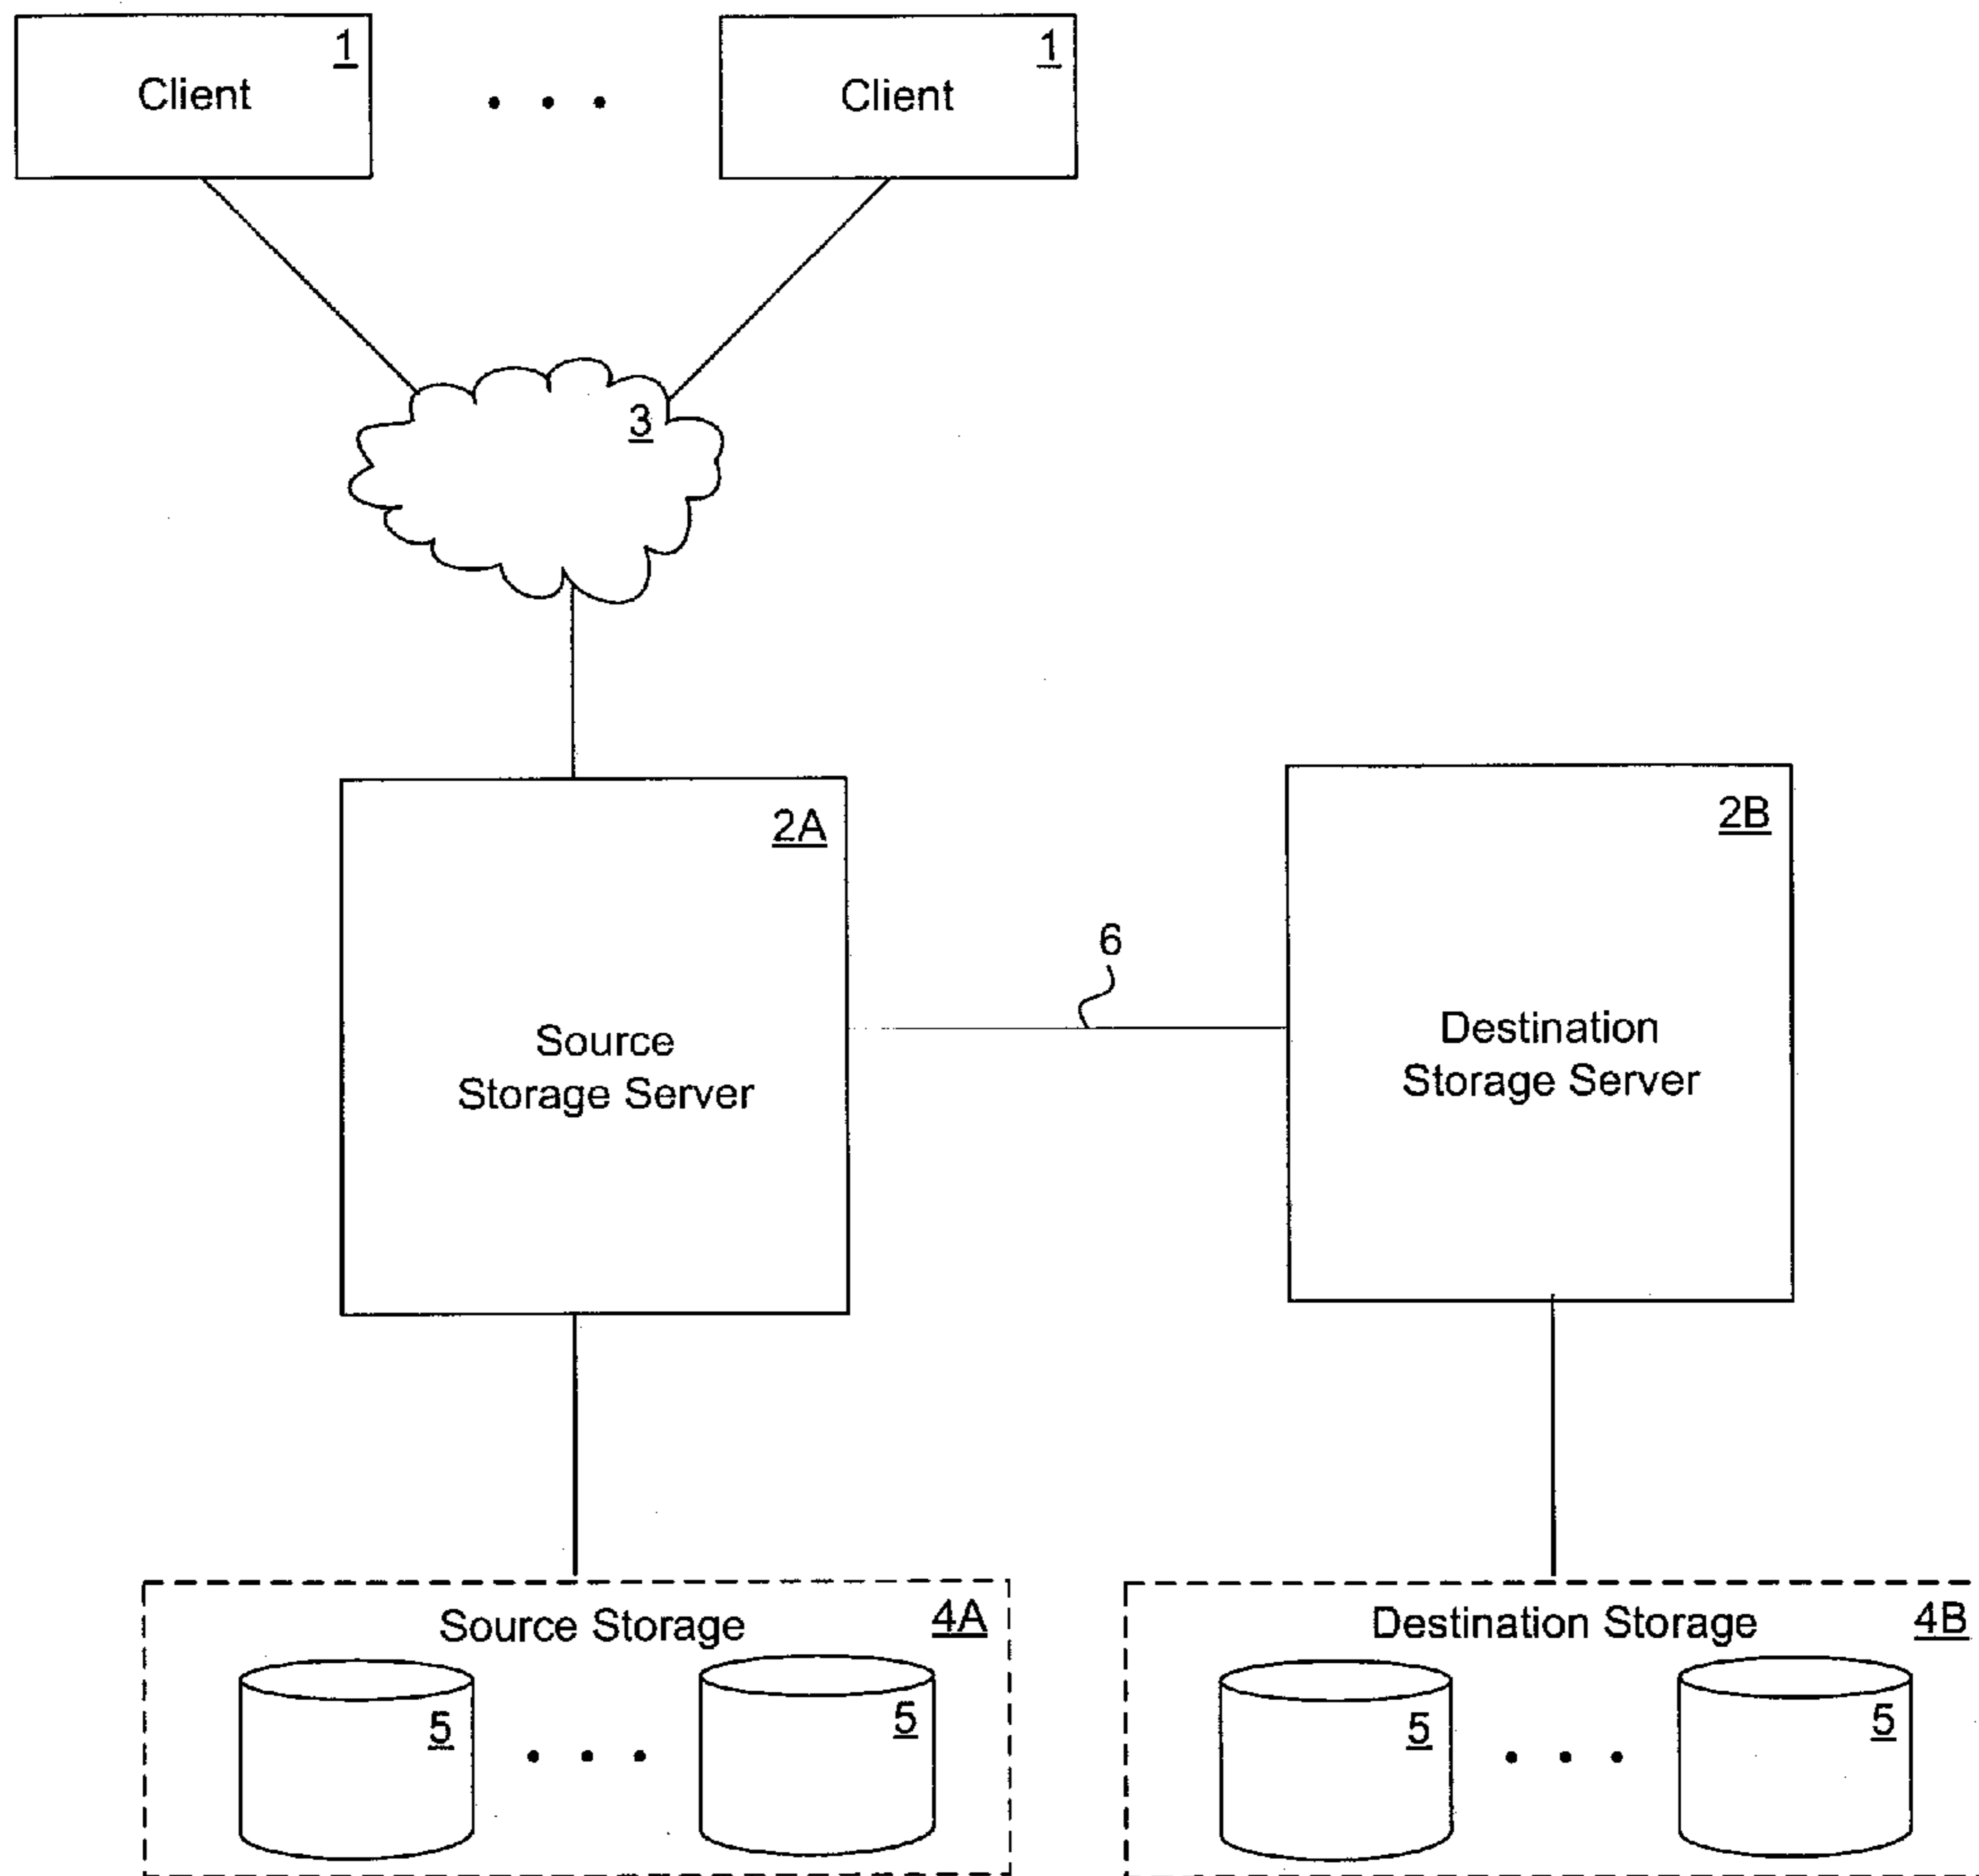 1
Client
. . .
1
Client
3
2A
Source
Storage Server
6
2B
Destination
Storage Server
Source Storage
4A
5
. . .
5
Destination Storage
4B
5
. . .
5